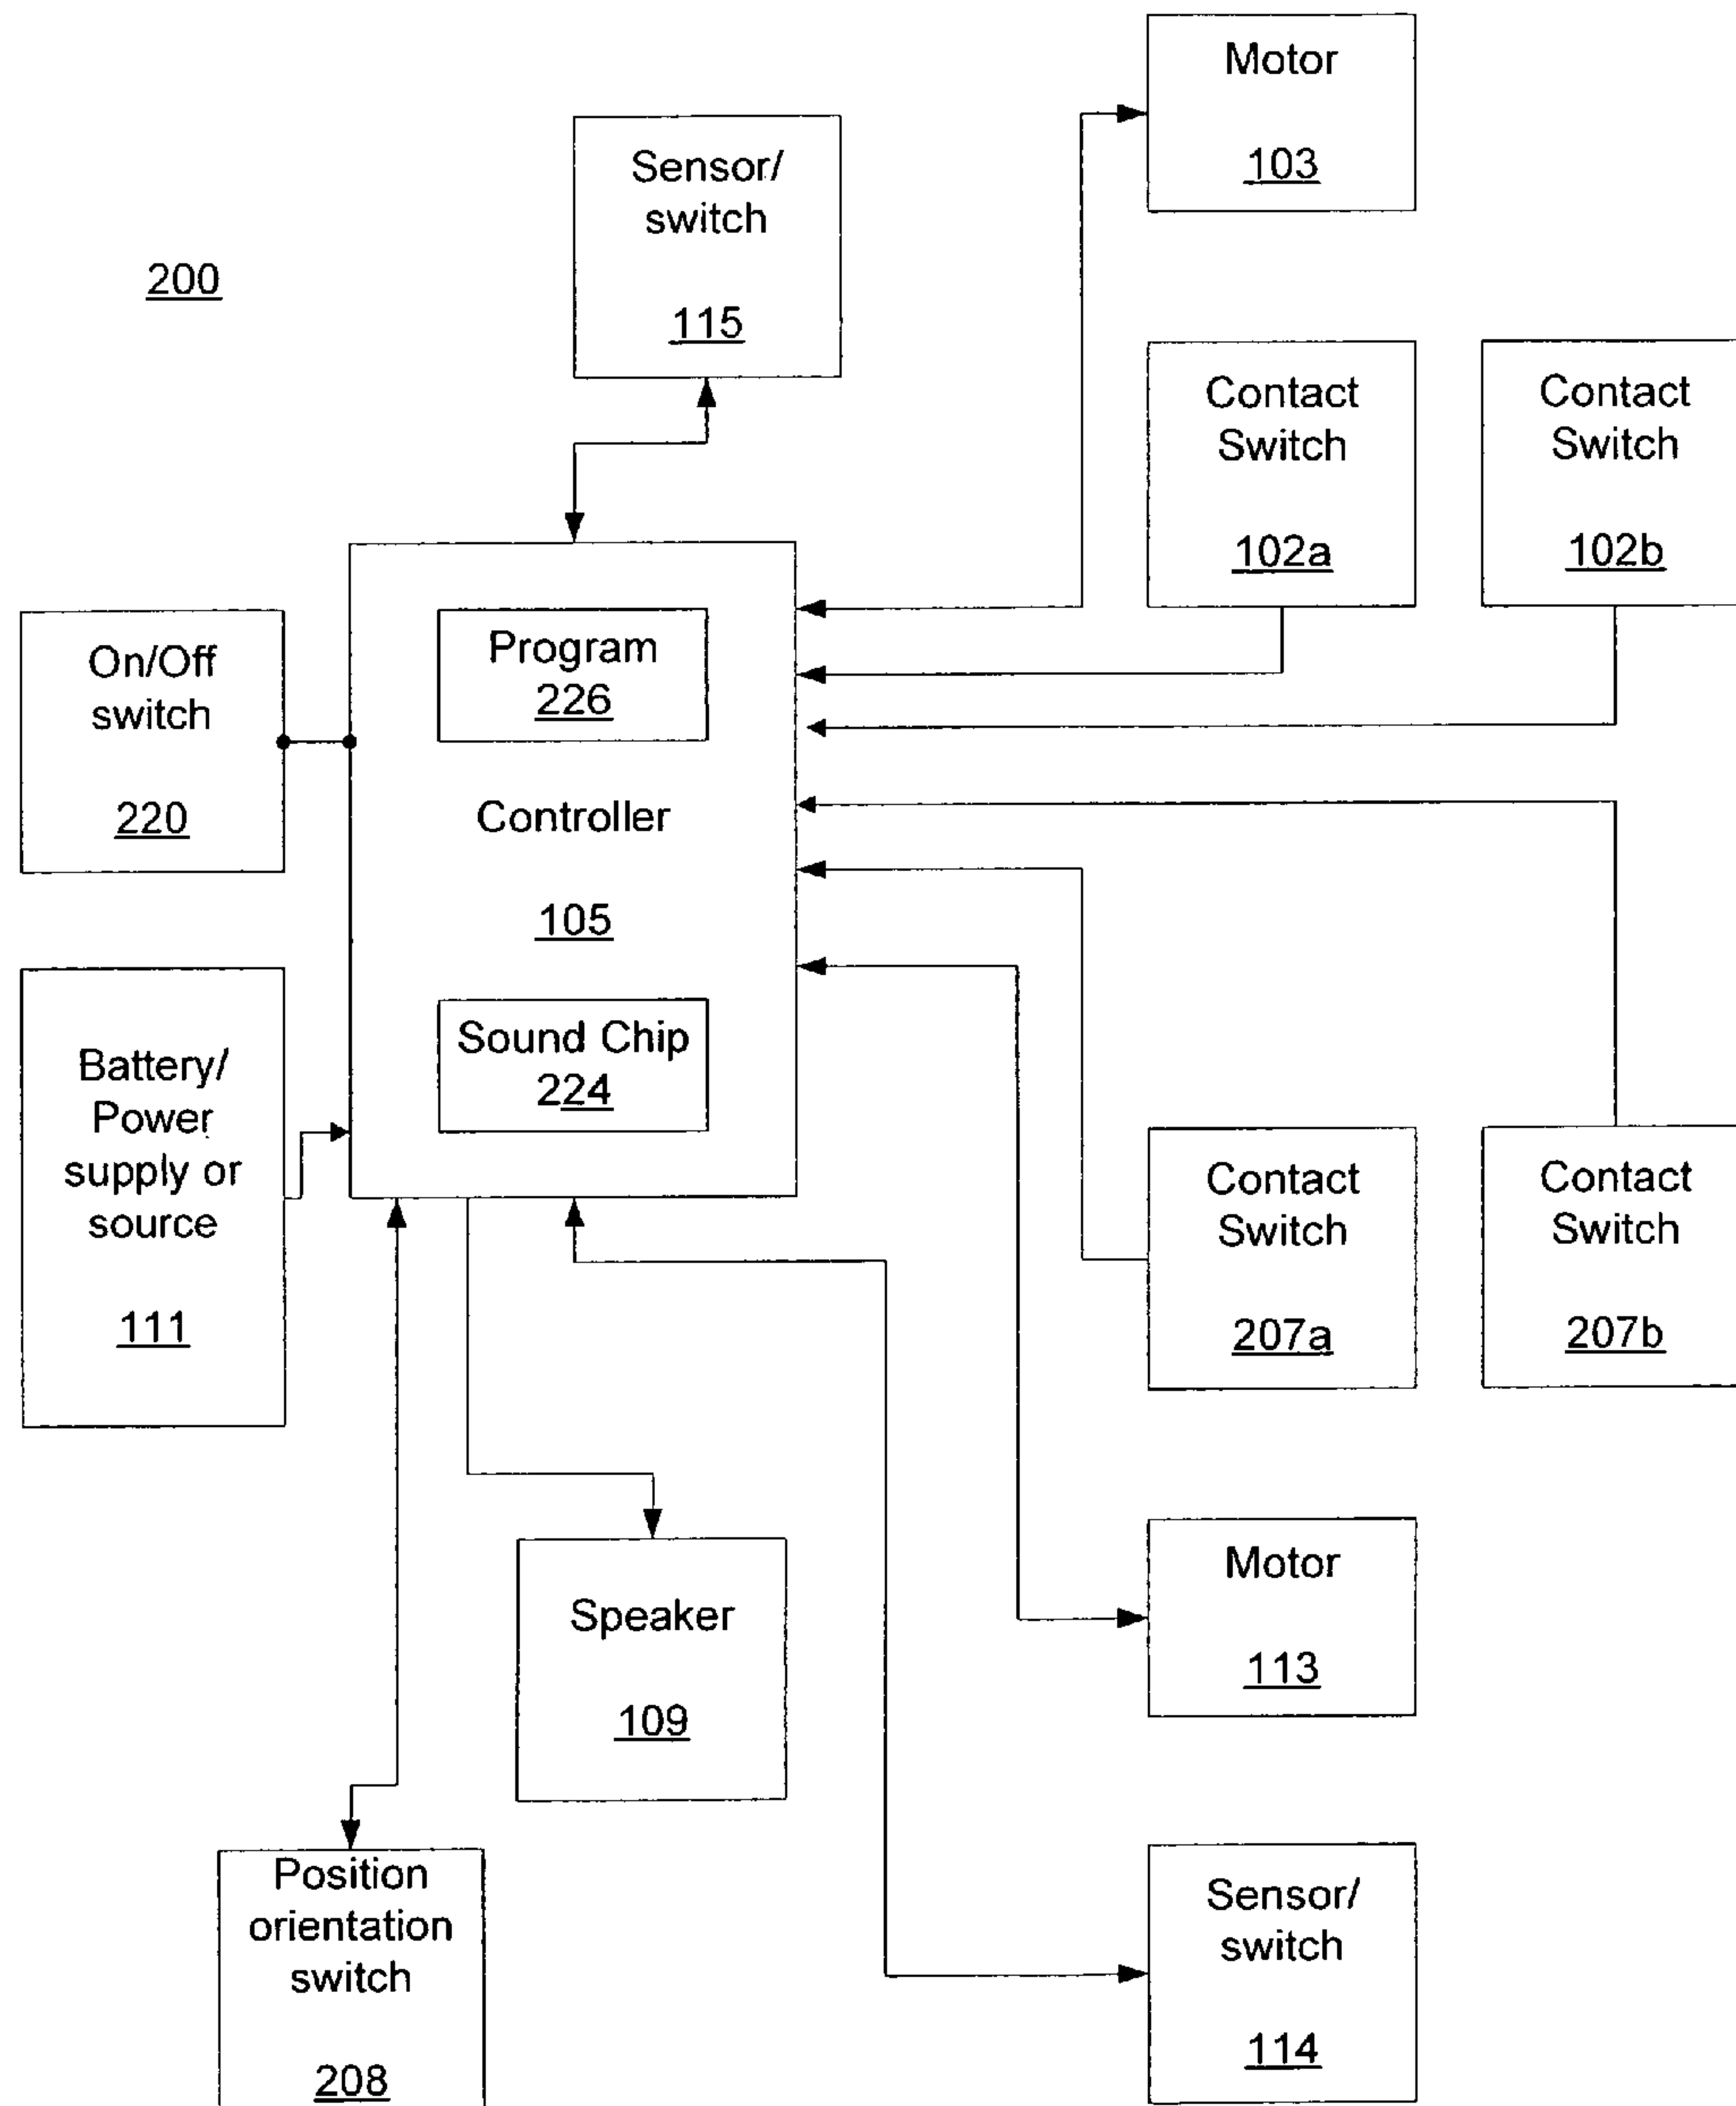 Motor
103
Sensor/
switch
115
200
Contact
Switch
102a
Contact
Switch
102b
On/Off
switch
220
Program
226
Controller
105
Sound Chip
224
Battery/
Power
supply or
source
111
Contact
Switch
207a
Contact
Switch
207b
Speaker
109
Motor
113
Position
orientation
switch
208
Sensor/
switch
114